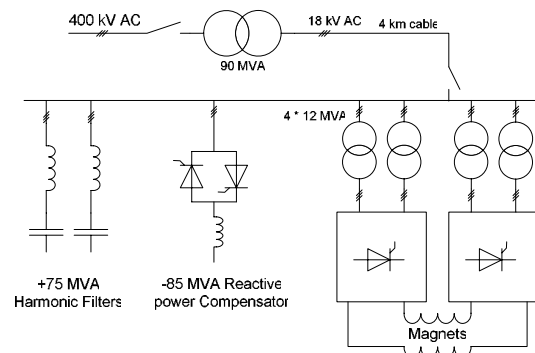 400 kV AC
18 kV AC
4 km cable
90 MVA
4 * 12 MVA
+75 MVA
Harmonic Filters
-85 MVA Reactive
power Compensator
Magnets